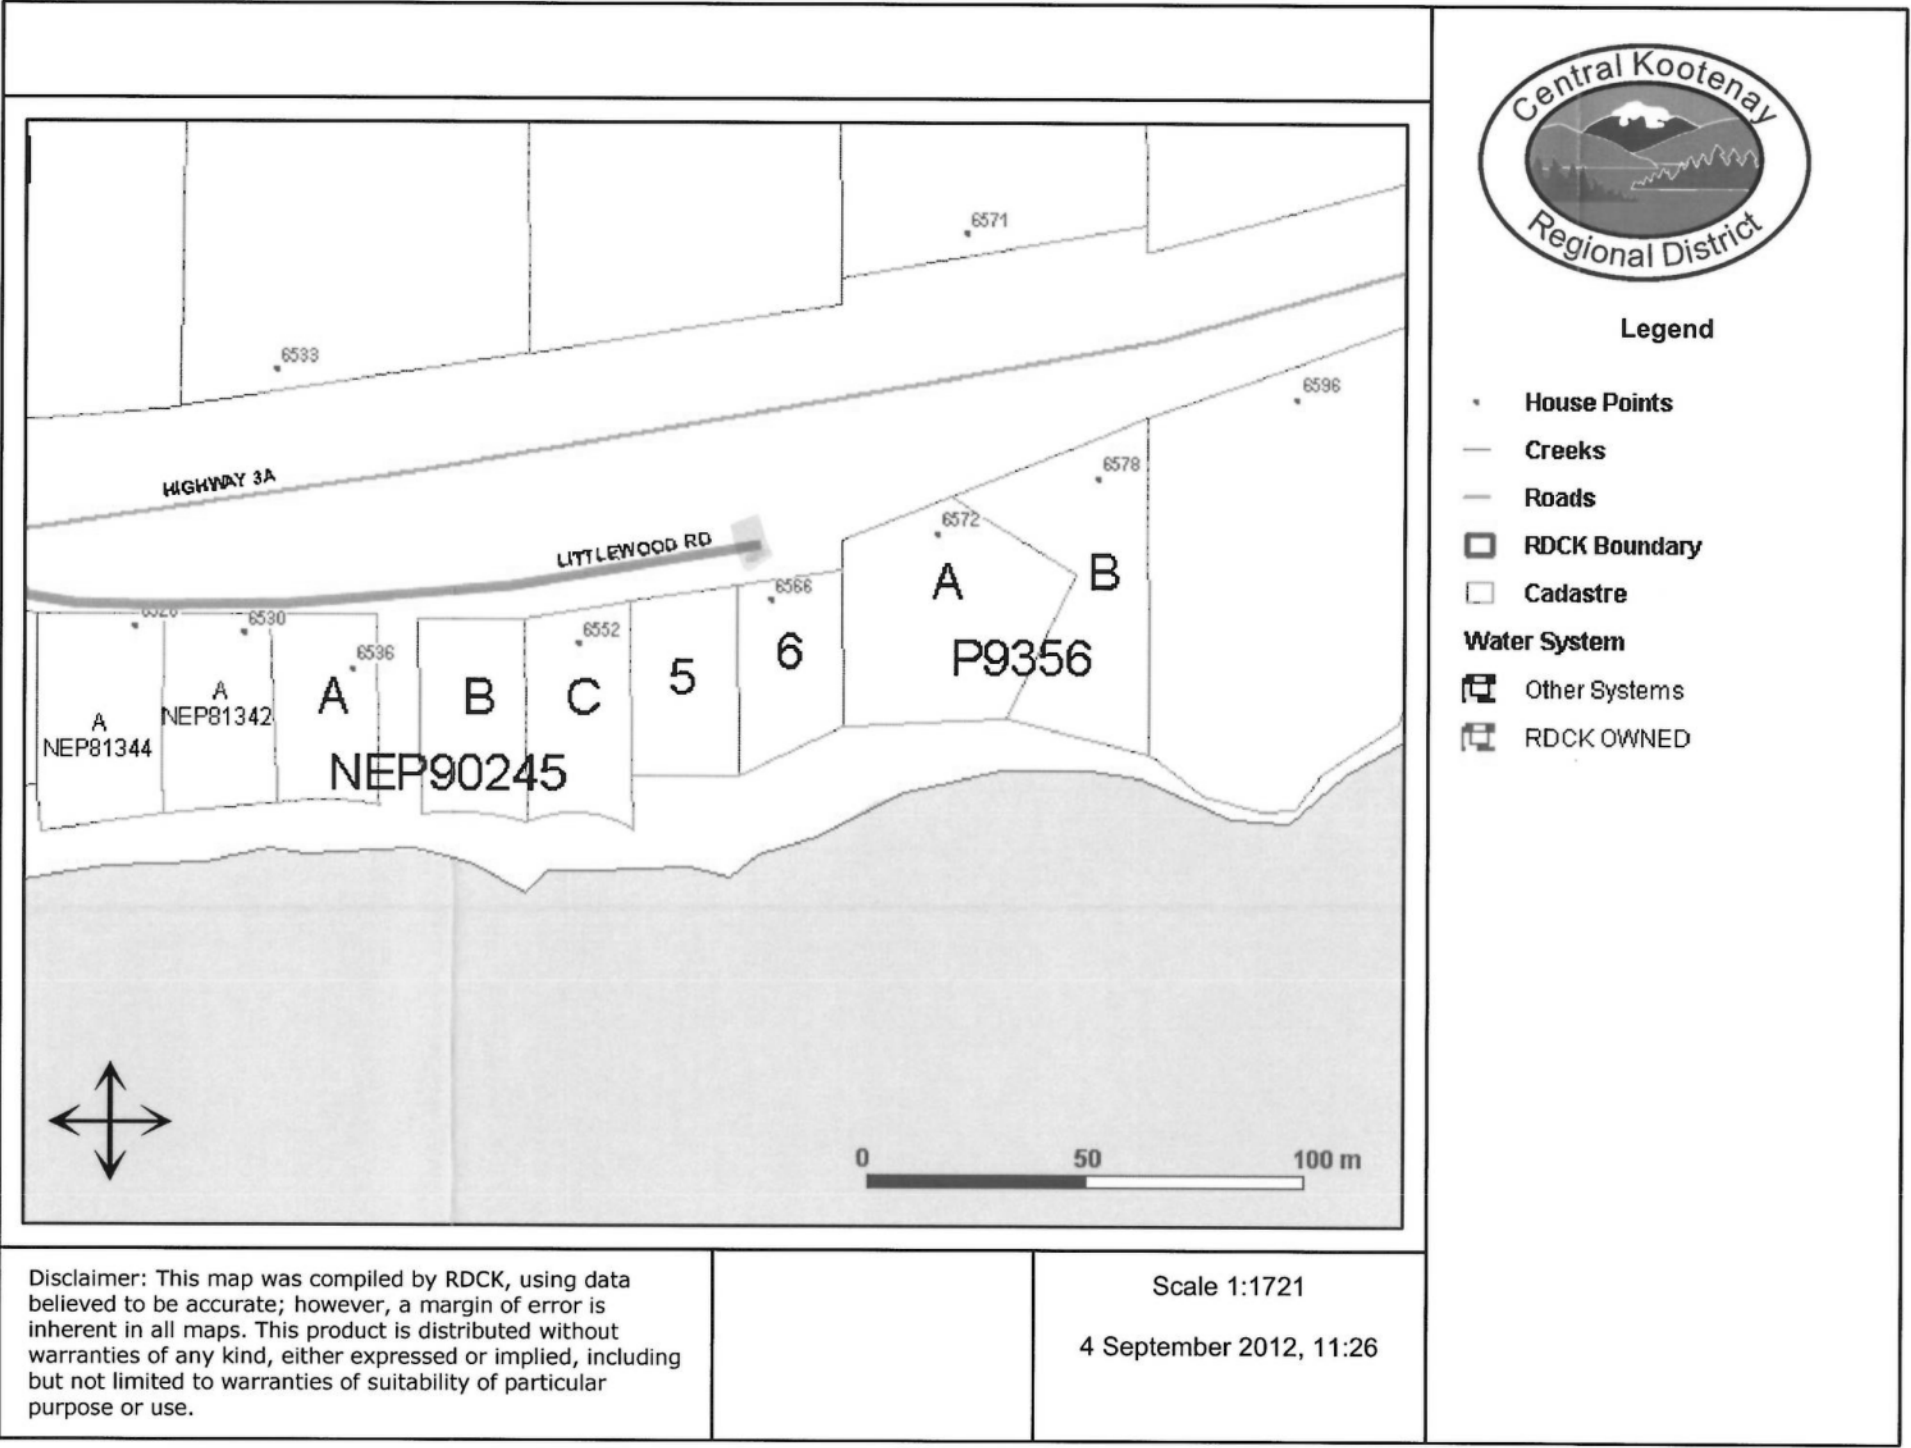 Central Kootenay
Regional District
Legend
House Points
Creeks
Roads
RDCK Boundary
Cadastre
Water System
Other Systems
RDCK OWNED
6571
6533
6596
HIGHWAY 3A
6578
6572
LITTLEWOOD RD
A
B
6566
6530
6552
6536
P9356
6
5
A
NEP81344
A
NEP81342
A
B
C
NEP90245
0 50 100 m
Disclaimer: This map was compiled by RDCK, using data
believed to be accurate; however, a margin of error is
inherent in all maps. This product is distributed without
warranties of any kind, either expressed or implied, including
but not limited to warranties of suitability of particular
purpose or use.
Scale 1:1721
4 September 2012, 11:26